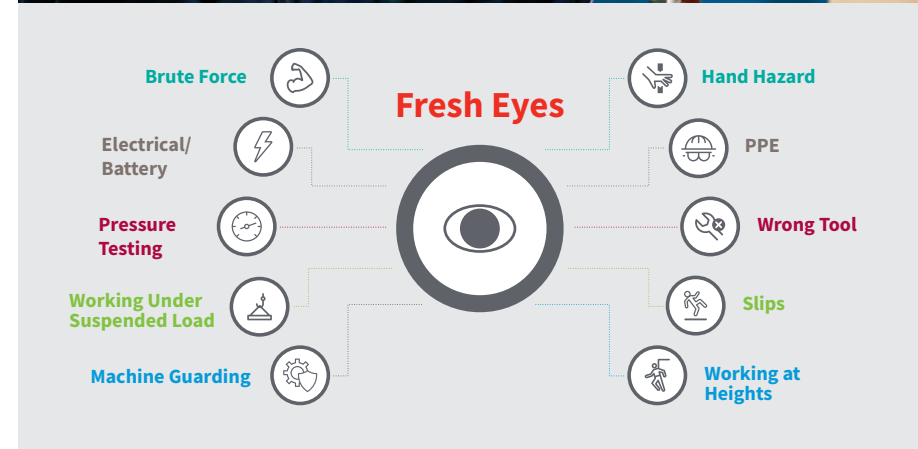 Fresh Eyes
Brute Force
Electrical/
Battery
Pressure
Testing
Working Under
Suspended Load
Machine Guarding
Hand Hazard
PPE
Wrong Tool
Slips
Working at
Heights